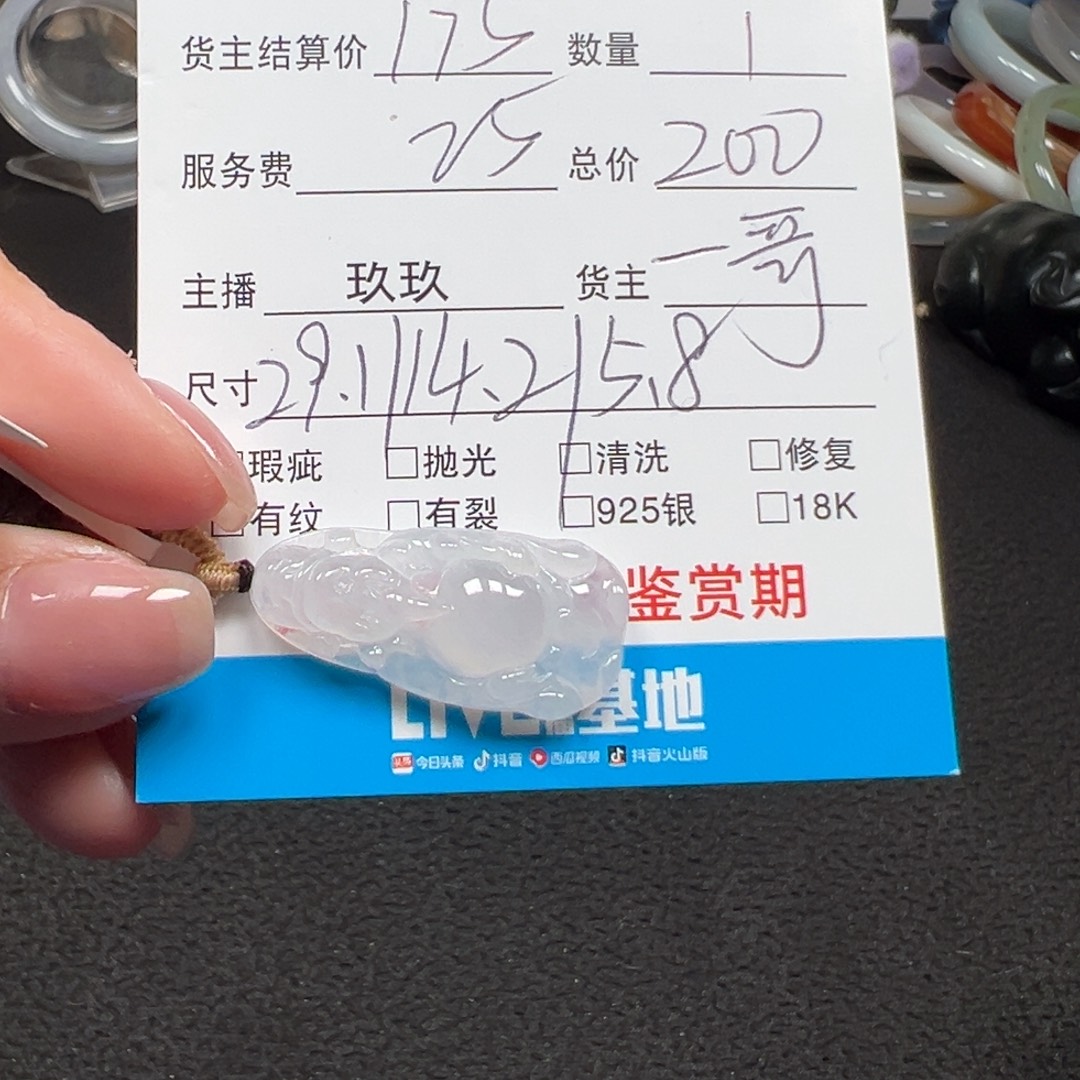 货主结算价 175 数量 1
服务费 25 总价 200
主播 玖玖 货主 一哥
尺寸 29.1/14.2/5.8
瑕疵 □抛光 □清洗 □修复
□有纹 □有裂 □925银 □18K
鉴赏期
LIVE 基地
今日头条 抖音 西瓜视频 抖音火山版